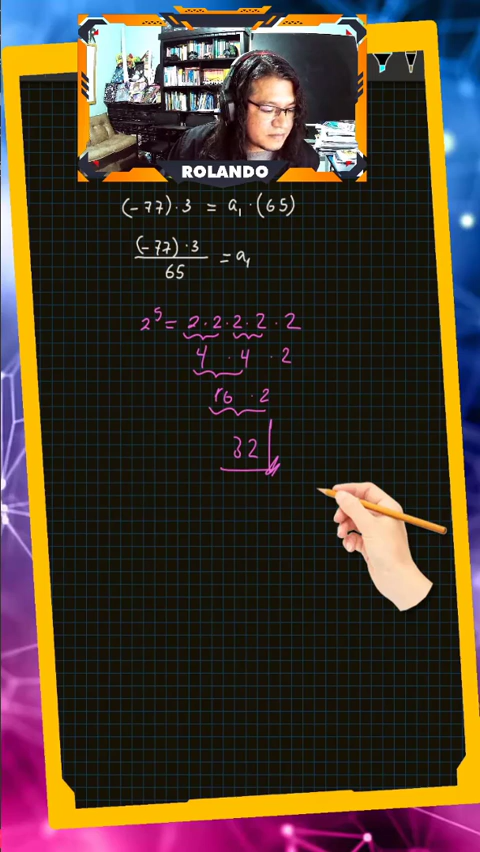 ROLANDO
(-77)·3 = a₁·(65)
(-77)·3
65
= a₁
2⁵ = 2·2·2·2·2
4·4·2
16·2
32